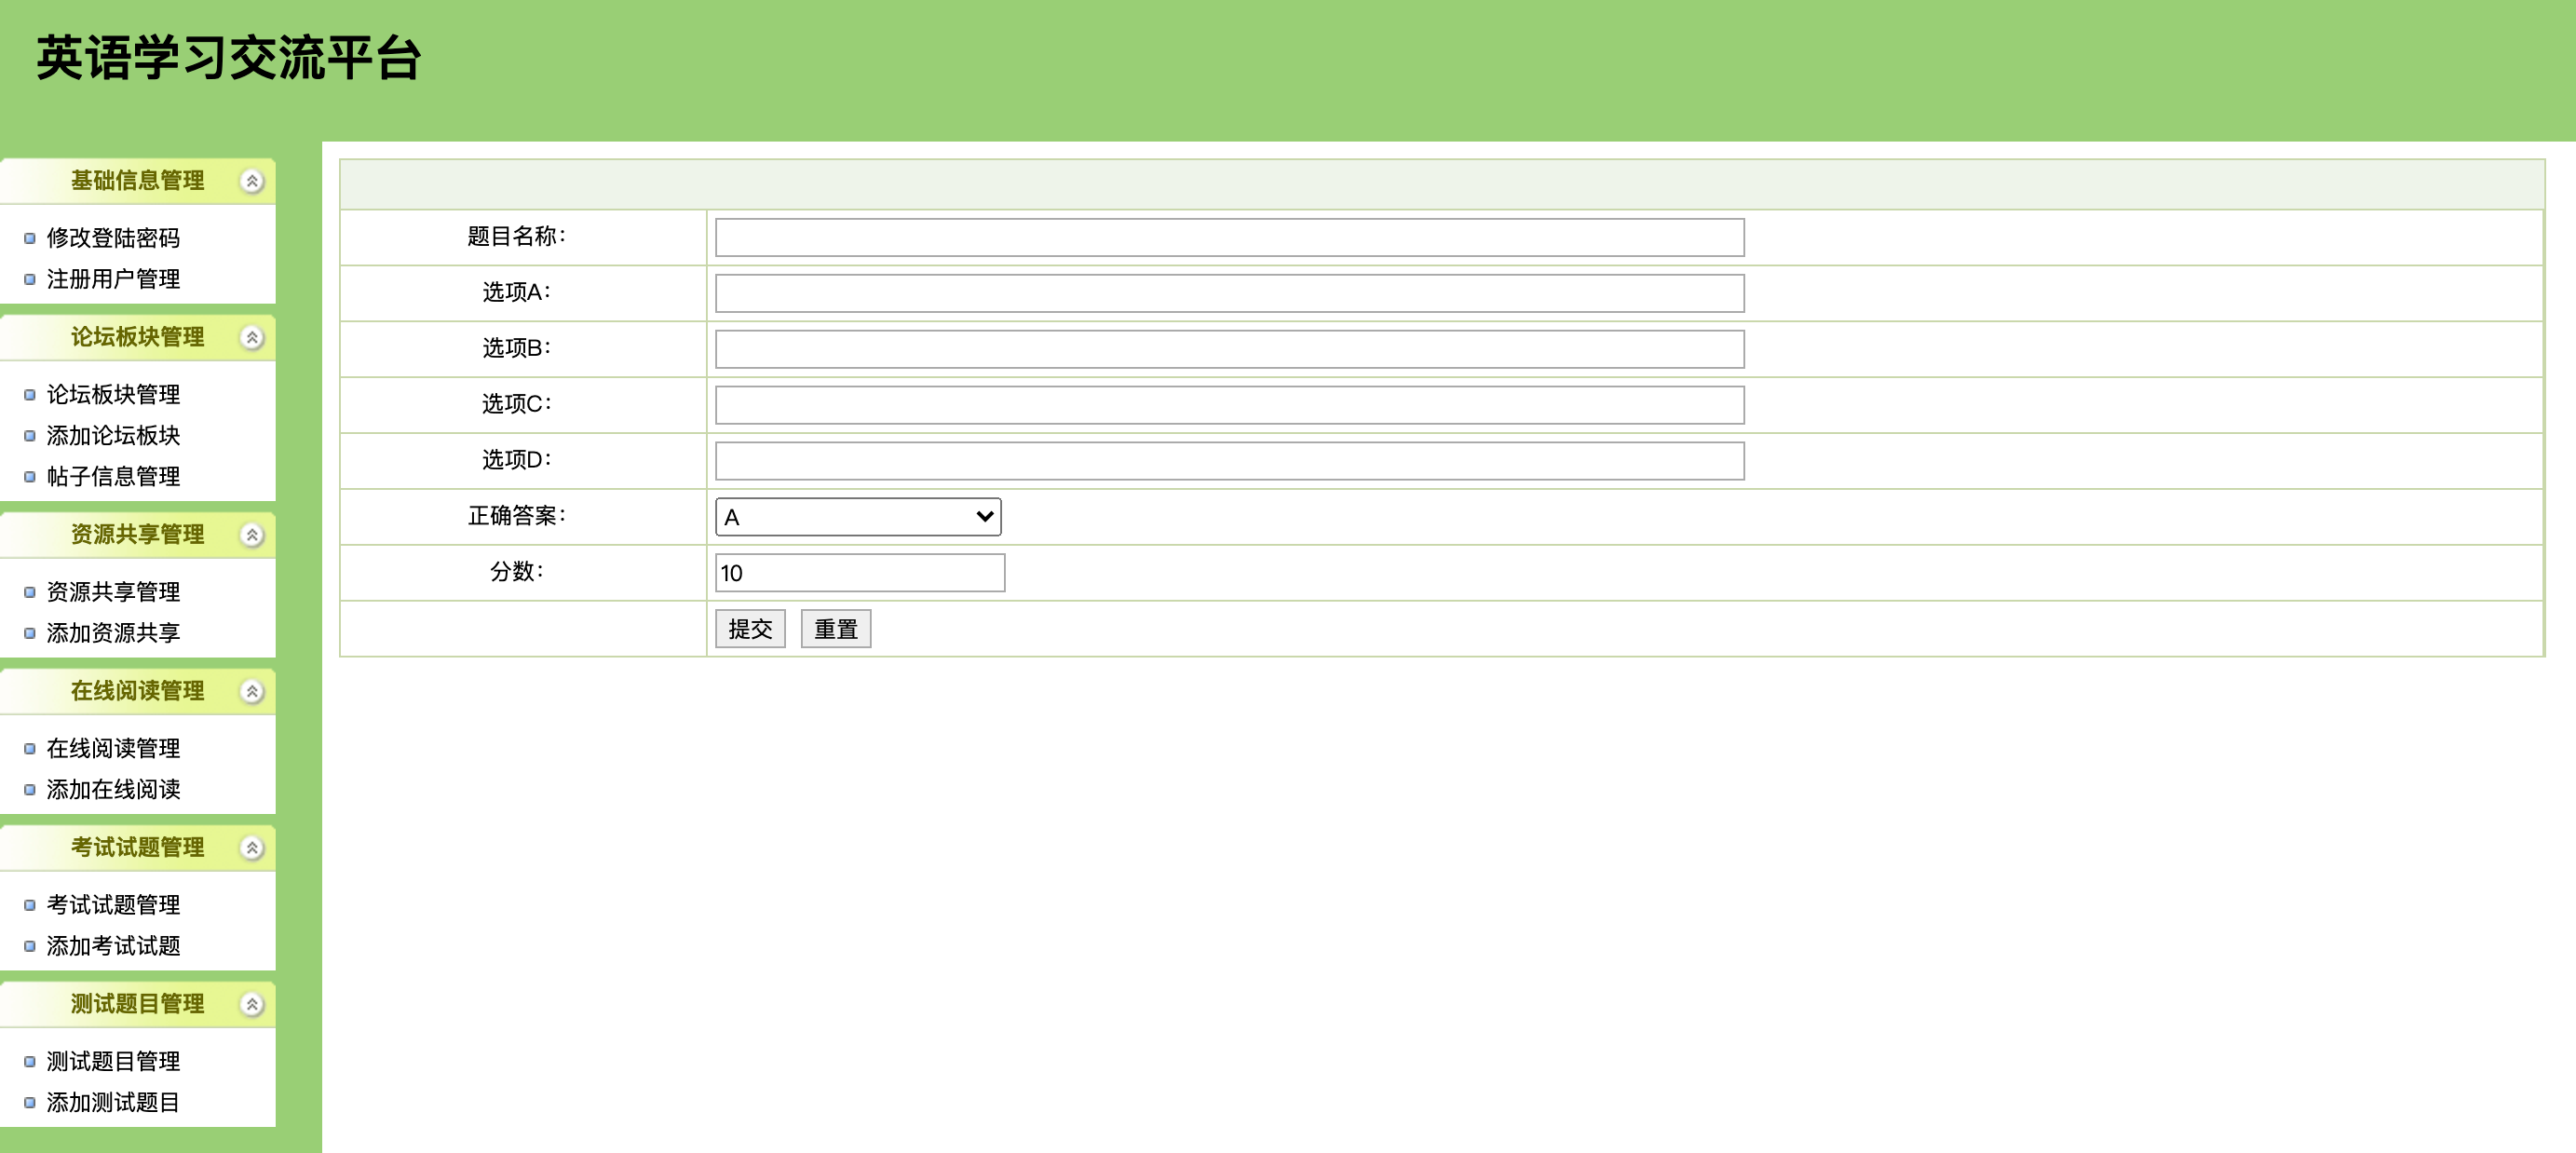 英语学习交流平台
基础信息管理
修改登陆密码
注册用户管理
论坛板块管理
论坛板块管理
添加论坛板块
帖子信息管理
资源共享管理
资源共享管理
添加资源共享
在线阅读管理
在线阅读管理
添加在线阅读
考试试题管理
考试试题管理
添加考试试题
测试题目管理
测试题目管理
添加测试题目
题目名称：
选项A：
选项B：
选项C：
选项D：
正确答案： A
分数： 10
提交 重置